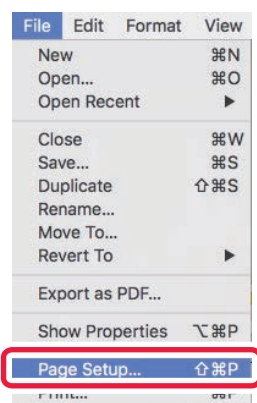 File Edit Format View
New ⌘N
Open... ⌘O
Open Recent ▶
Close ⌘W
Save... ⌘S
Duplicate ⇧⌘S
Rename...
Move To...
Revert To ▶
Export as PDF...
Show Properties ⌥⌘P
Page Setup... ⇧⌘P
Print... ⌘P